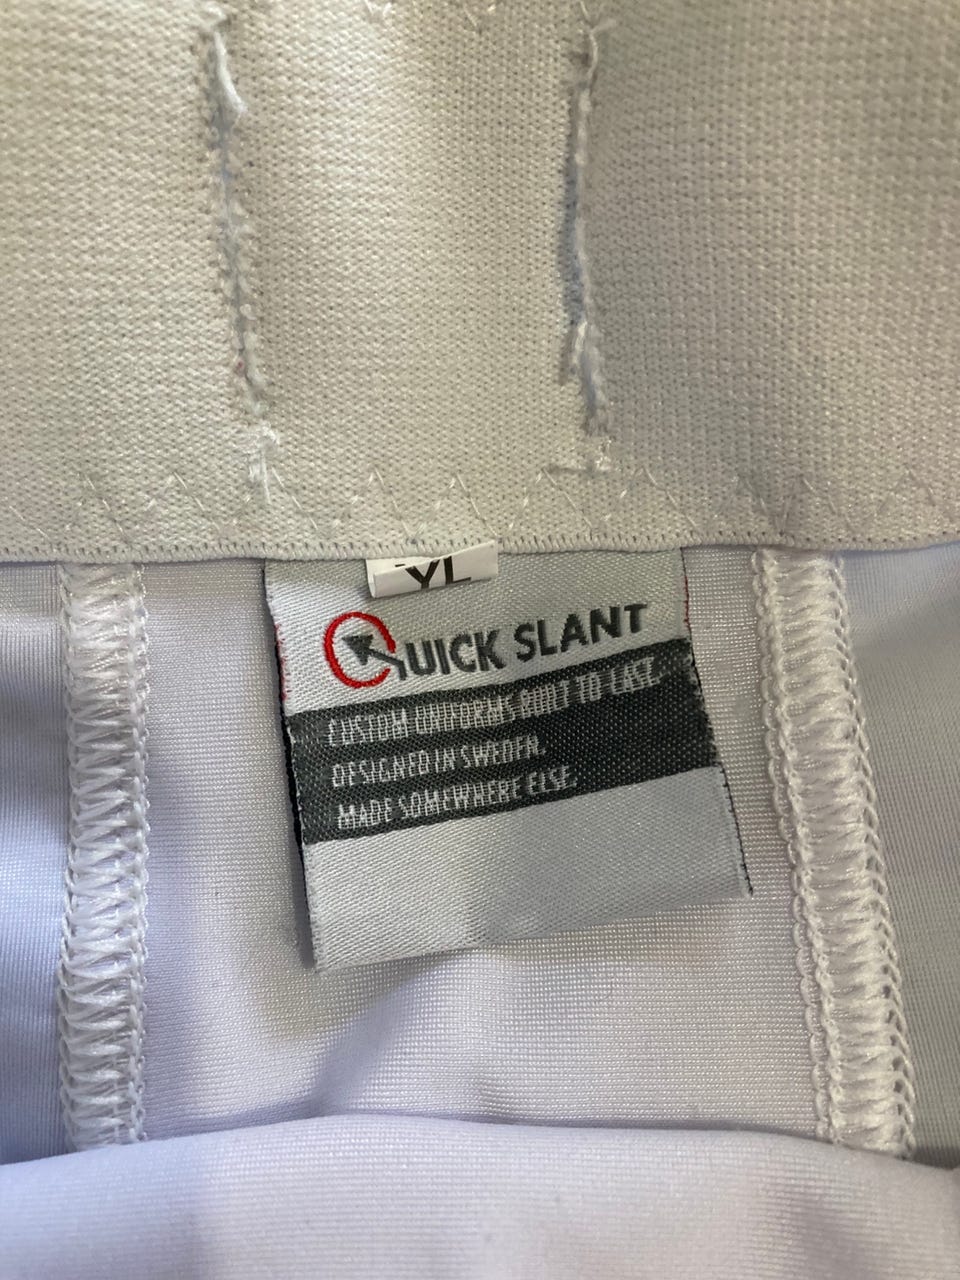 YL
QUICK SLANT
CUSTOM UNIFORMS BUILT TO LAST.
DESIGNED IN SWEDEN.
MADE SOMEWHERE ELSE.